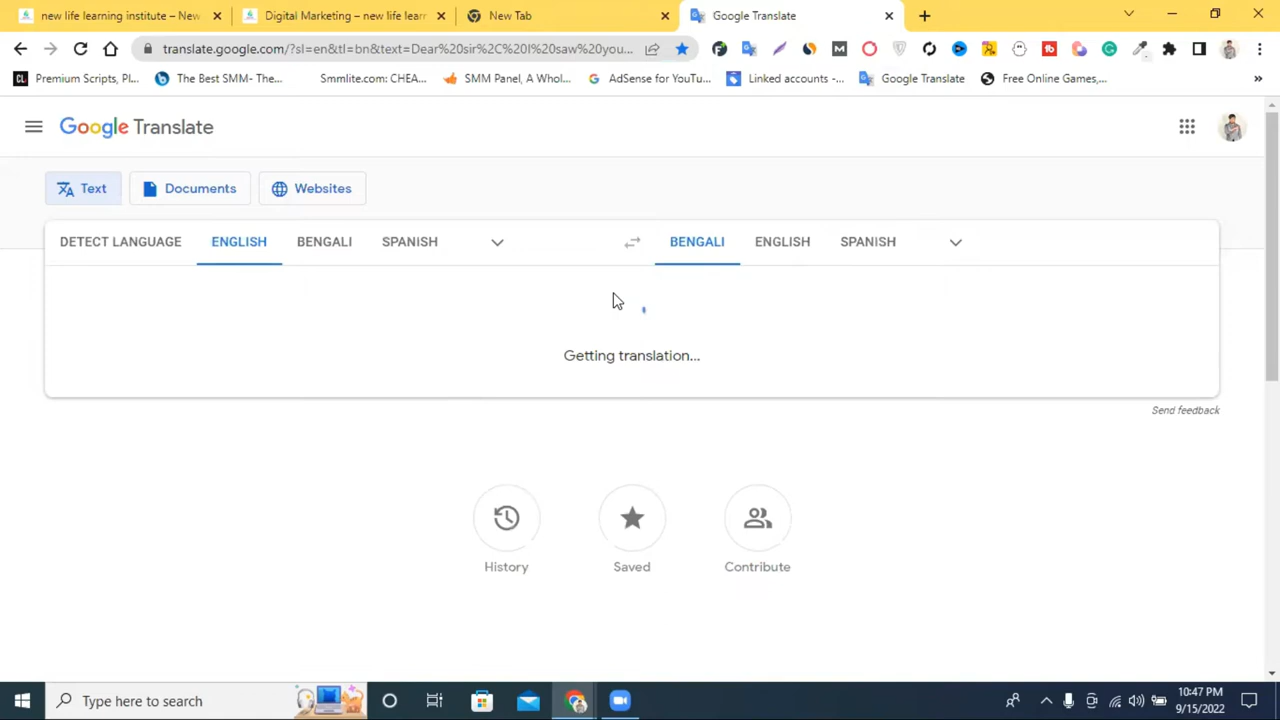 new life learning institute – New
Digital Marketing – new life learn
New Tab
Google Translate
translate.google.com/?sl=en&tl=bn&text=Dear%20sir%2C%20I%20saw%20you...
CL Premium Scripts, Pl...
The Best SMM- The...
Smmlite.com: CHEA...
SMM Panel, A Whol...
AdSense for YouTu...
Linked accounts -...
Google Translate
Free Online Games,...
»
Google Translate
Text
Documents
Websites
DETECT LANGUAGE
ENGLISH
BENGALI
SPANISH
BENGALI
ENGLISH
SPANISH
Getting translation...
Send feedback
History
Saved
Contribute
Type here to search
10:47 PM
9/15/2022